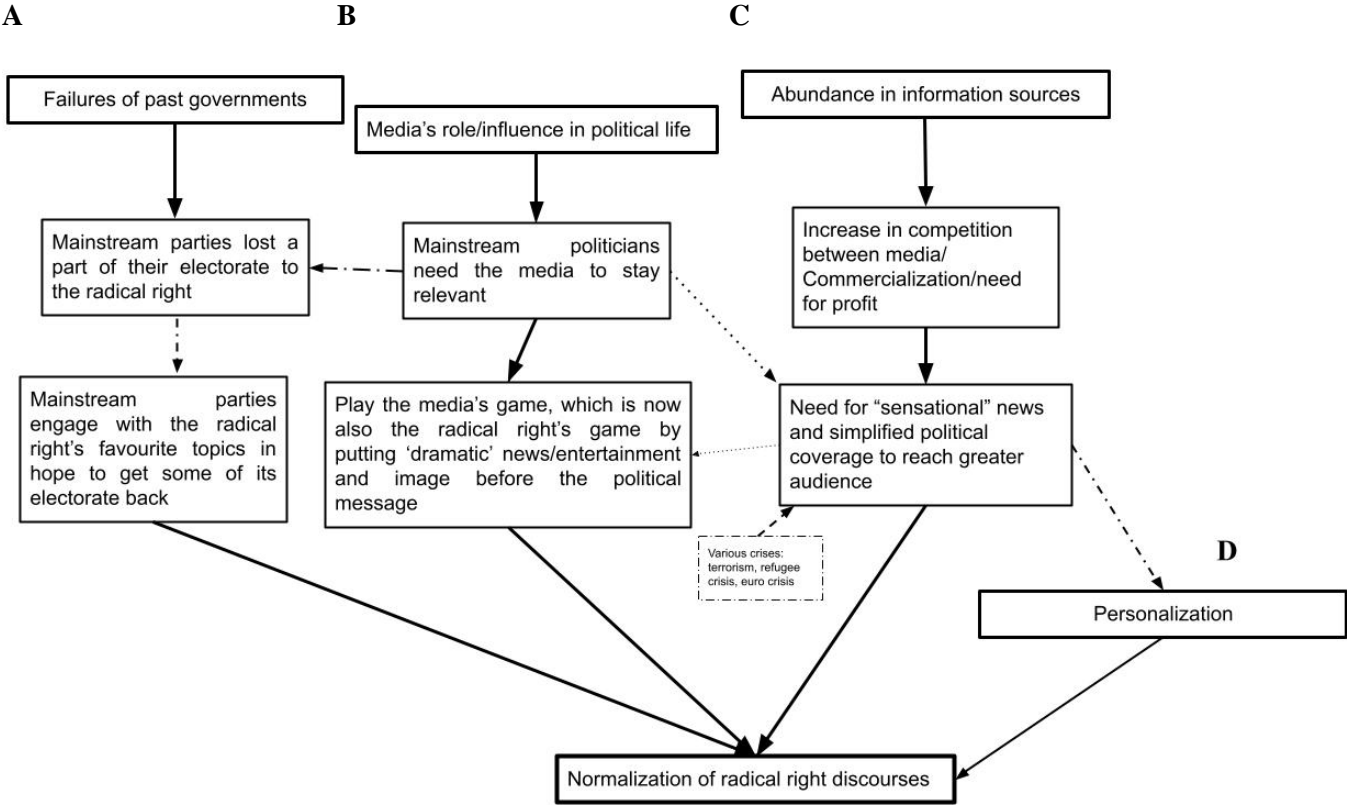 A
B
C
Failures of past governments
Media's role/influence in political life
Abundance in information sources
Mainstream parties lost a
part of their electorate to
the radical right
Mainstream politicians
need the media to stay
relevant
Increase in competition
between media/
Commercialization/need
for profit
Mainstream parties
engage with the radical
right's favourite topics in
hope to get some of its
electorate back
Play the media's game, which is now
also the radical right's game by
putting 'dramatic' news/entertainment
and image before the political
message
Need for “sensational” news
and simplified political
coverage to reach greater
audience
Various crises:
terrorism, refugee
crisis, euro crisis
D
Personalization
Normalization of radical right discourses